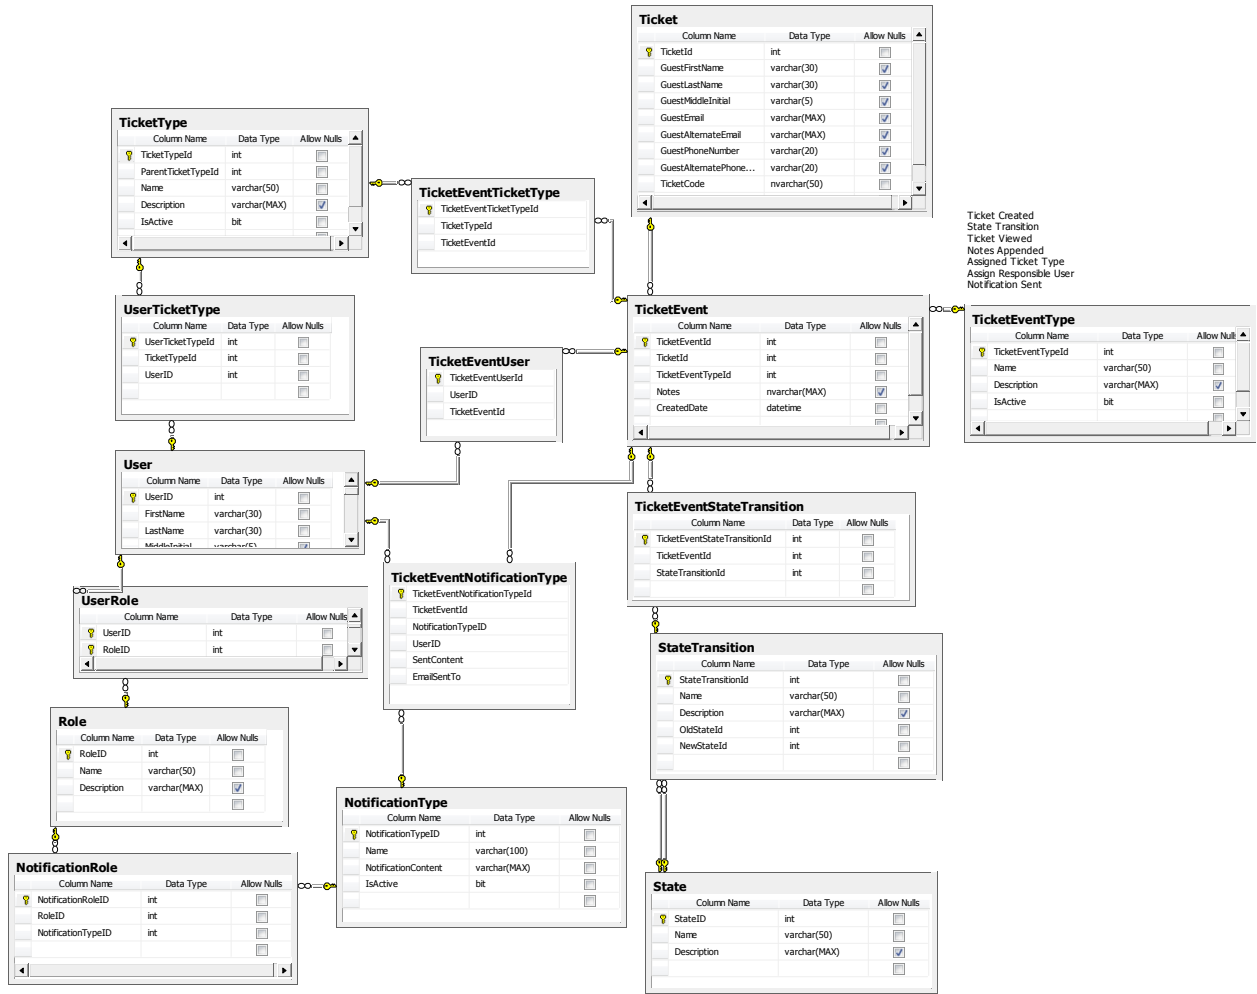 Ticket
Column Name Data Type Allow Nulls
TicketId int
GuestFirstName varchar(30)
GuestLastName varchar(30)
GuestMiddleInitial varchar(5)
GuestEmail varchar(MAX)
GuestAlternateEmail varchar(MAX)
GuestPhoneNumber varchar(20)
GuestAlternatePhone... varchar(20)
TicketCode nvarchar(50)
TicketType
Column Name Data Type Allow Nulls
TicketTypeId int
ParentTicketTypeId int
Name varchar(50)
Description varchar(MAX)
IsActive bit
TicketEventTicketType
TicketEventTicketTypeId
TicketTypeId
TicketEventId
Ticket Created
State Transition
Ticket Viewed
Notes Appended
Assigned Ticket Type
Assign Responsible User
Notification Sent
UserTicketType
Column Name Data Type Allow Nulls
UserTicketTypeId int
TicketTypeId int
UserID int
TicketEvent
Column Name Data Type Allow Nulls
TicketEventId int
TicketId int
TicketEventTypeId int
Notes nvarchar(MAX)
CreatedDate datetime
TicketEventType
Column Name Data Type Allow Null
TicketEventTypeId int
Name varchar(50)
Description varchar(MAX)
IsActive bit
TicketEventUser
TicketEventUserId
UserID
TicketEventId
User
Column Name Data Type Allow Nulls
UserID int
FirstName varchar(30)
LastName varchar(30)
MiddleInitial varchar(5)
TicketEventStateTransition
Column Name Data Type Allow Nulls
TicketEventStateTransitionId int
TicketEventId int
StateTransitionId int
TicketEventNotificationType
TicketEventNotificationTypeId
TicketEventId
NotificationTypeID
UserID
SentContent
EmailSentTo
UserRole
Column Name Data Type Allow Nulls
UserID int
RoleID int
StateTransition
Column Name Data Type Allow Nulls
StateTransitionId int
Name varchar(50)
Description varchar(MAX)
OldStateId int
NewStateId int
Role
Column Name Data Type Allow Nulls
RoleID int
Name varchar(50)
Description varchar(MAX)
NotificationType
Column Name Data Type Allow Nulls
NotificationTypeID int
Name varchar(100)
NotificationContent varchar(MAX)
IsActive bit
NotificationRole
Column Name Data Type Allow Nulls
NotificationRoleID int
RoleID int
NotificationTypeID int
State
Column Name Data Type Allow Nulls
StateID int
Name varchar(50)
Description varchar(MAX)